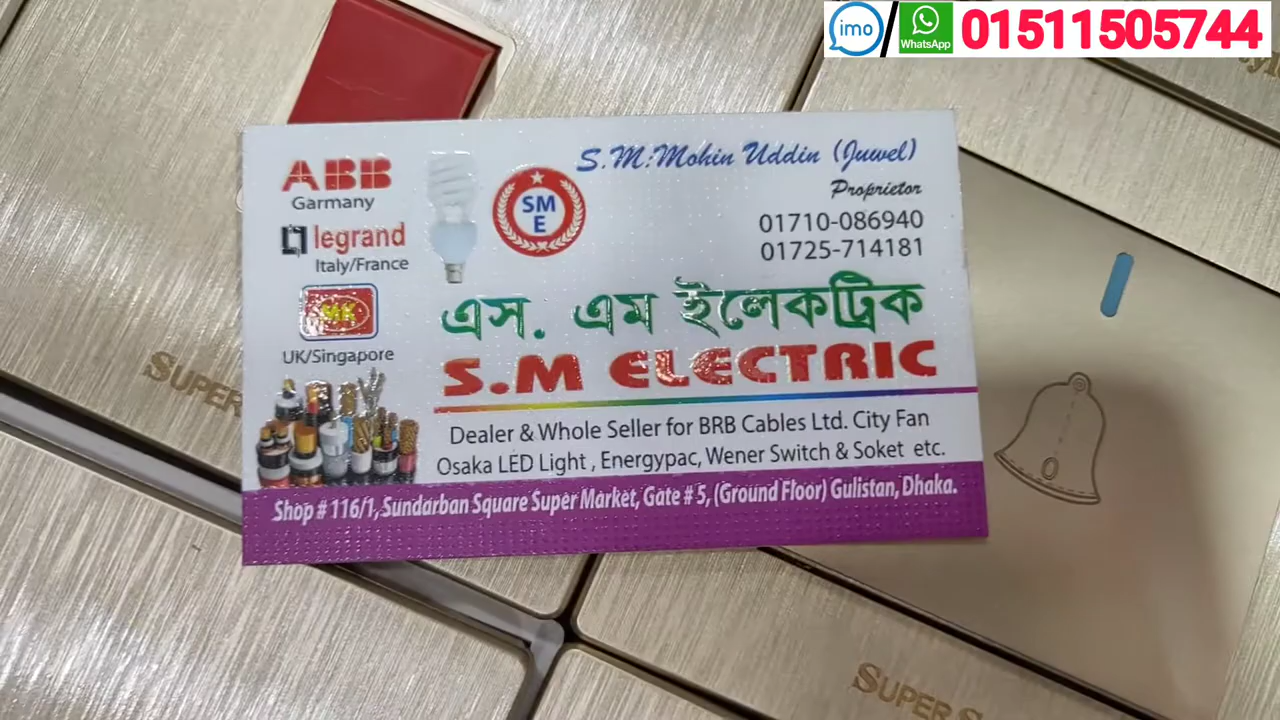 imo
WhatsApp
01511505744
ABB
Garmany
legrand
Italy/France
MK
UK/Singapore
SM
E
S.M: Mohin Uddin (Juwel)
Proprietor
01710-086940
01725-714181
এস. এম ইলেকট্রিক
S.M ELECTRIC
Dealer & Whole Seller for BRB Cables Ltd. City Fan
Osaka LED Light , Energypac, Wener Switch & Soket etc.
Shop # 116/1, Sundarban Square Super Market, Gate # 5, (Ground Floor) Gulistan, Dhaka.
SUPER
SUPER S